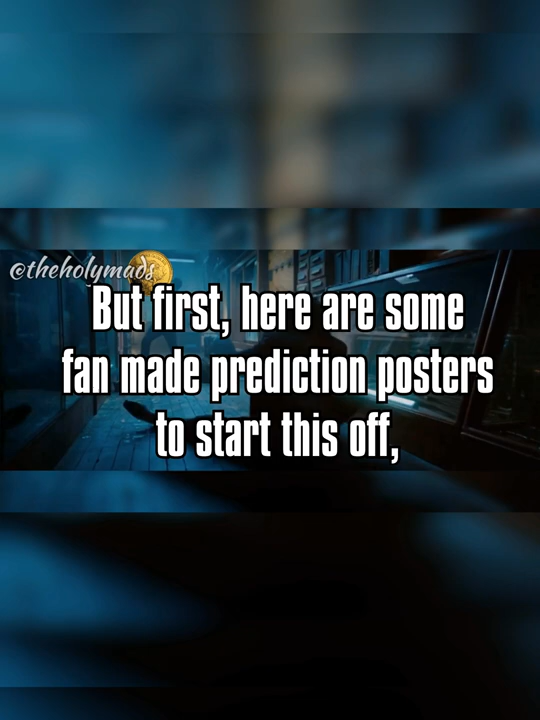 @theholymads
But first, here are some
fan made prediction posters
to start this off,